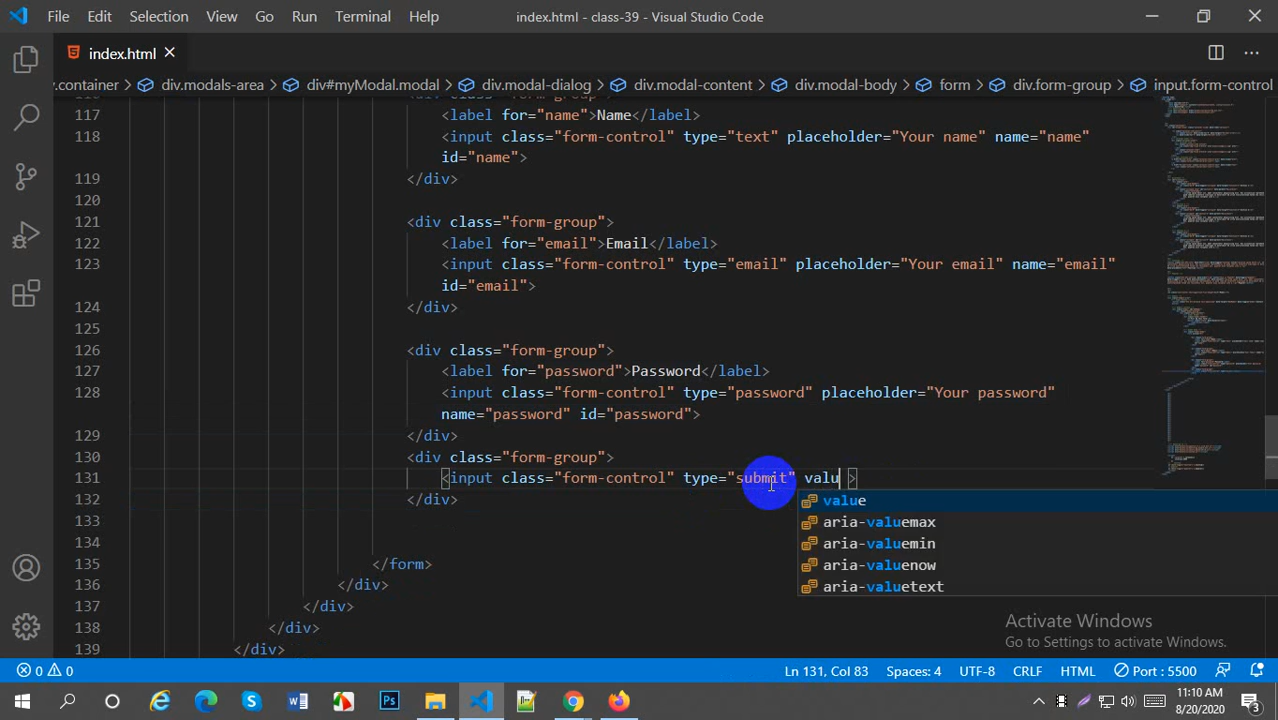 File Edit Selection View Go Run Terminal Help index.html - class-39 - Visual Studio Code
index.html
.container > div.modals-area > div#myModal.modal > div.modal-dialog > div.modal-content > div.modal-body > form > div.form-group > input.form-control
117 <label for="name">Name</label>
118 <input class="form-control" type="text" placeholder="Your name" name="name"
id="name">
119 </div>
120
121 <div class="form-group">
122 <label for="email">Email</label>
123 <input class="form-control" type="email" placeholder="Your email" name="email"
id="email">
124 </div>
125
126 <div class="form-group">
127 <label for="password">Password</label>
128 <input class="form-control" type="password" placeholder="Your password"
name="password" id="password">
129 </div>
130 <div class="form-group">
131 <input class="form-control" type="submit" valu >
132 </div>
value
133
aria-valuemax
134
aria-valuemin
135 </form>
aria-valuenow
136 </div>
aria-valuetext
137 </div>
138 </div>
139 </div>
Activate Windows
Go to Settings to activate Windows.
0 0 Ln 131, Col 83 Spaces: 4 UTF-8 CRLF HTML Port : 5500
11:10 AM
8/20/2020
3